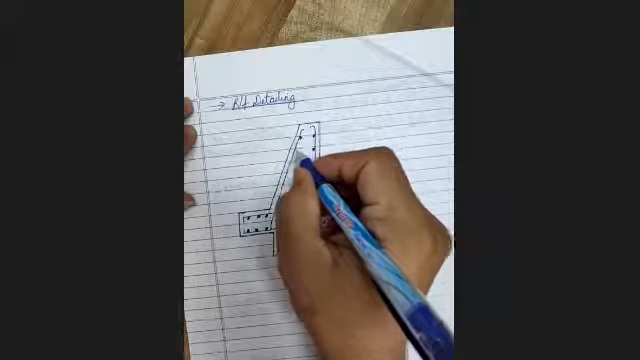 → R/f Detailing